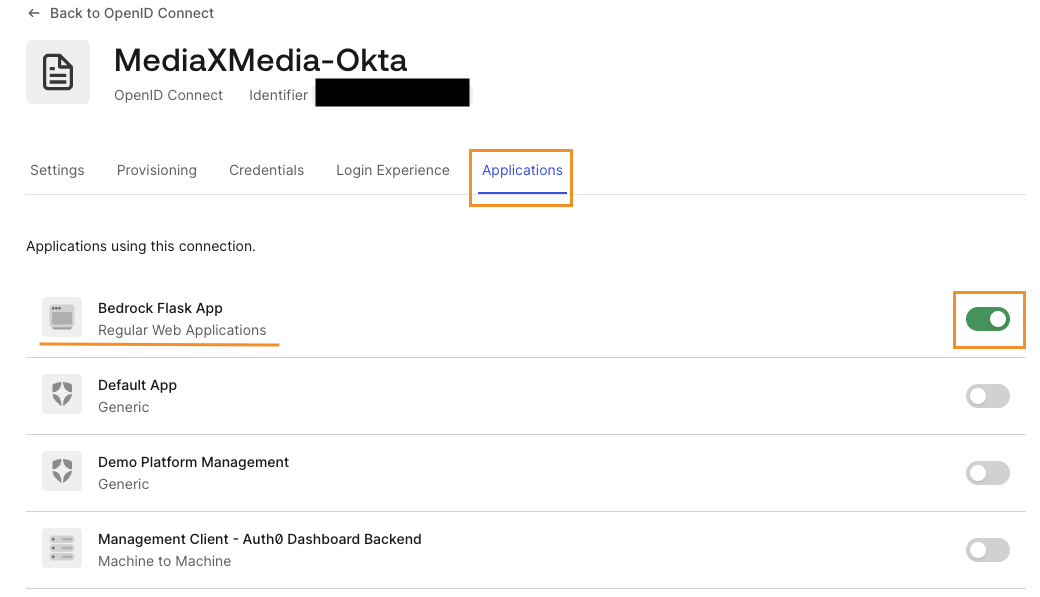 ← Back to OpenID Connect
MediaXMedia-Okta
OpenID Connect Identifier
Settings Provisioning Credentials Login Experience Applications
Applications using this connection.
Bedrock Flask App
Regular Web Applications
Default App
Generic
Demo Platform Management
Generic
Management Client - Auth0 Dashboard Backend
Machine to Machine